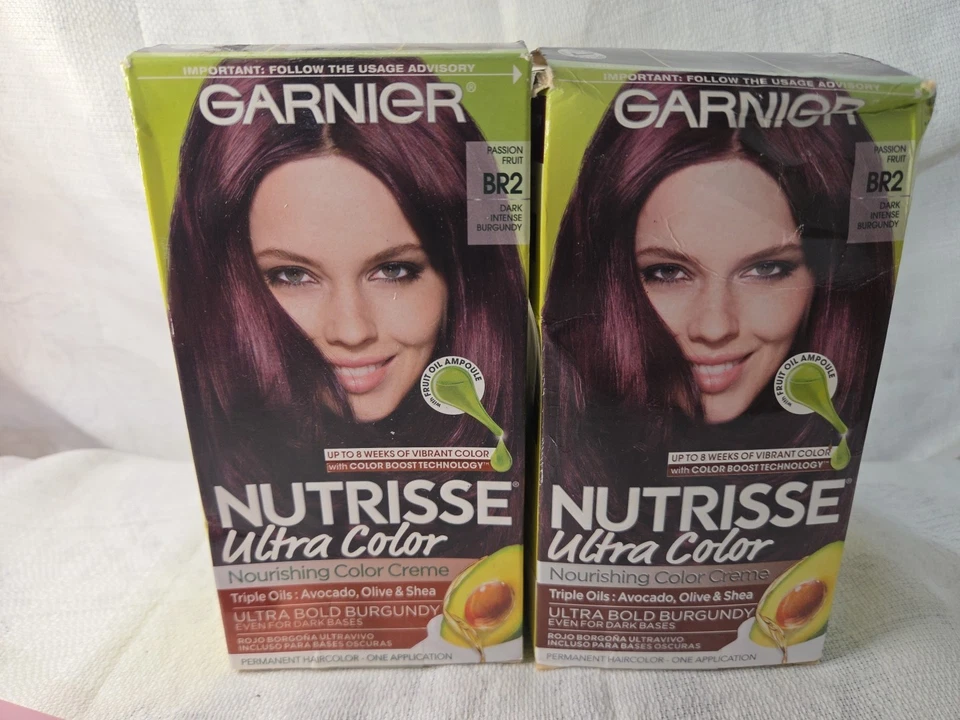 IMPORTANT: FOLLOW THE USAGE ADVISORY
GARNIER®
PASSION
FRUIT
BR2
DARK
INTENSE
BURGUNDY
with FRUIT OIL AMPOULE
UP TO 8 WEEKS OF VIBRANT COLOR
with COLOR BOOST TECHNOLOGY™
NUTRISSE®
Ultra Color
Nourishing Color Creme
Triple Oils : Avocado, Olive & Shea
ULTRA BOLD BURGUNDY
EVEN FOR DARK BASES
ROJO BORGOÑA ULTRAVIVO
INCLUSO PARA BASES OSCURAS
PERMANENT HAIRCOLOR - ONE APPLICATION
IMPORTANT: FOLLOW THE USAGE ADVISORY
GARNIER
PASSION
FRUIT
BR2
DARK
INTENSE
BURGUNDY
with FRUIT OIL AMPOULE
UP TO 8 WEEKS OF VIBRANT COLOR
with COLOR BOOST TECHNOLOGY™
NUTRISSE®
Ultra Color
Nourishing Color Creme
Triple Oils : Avocado, Olive & Shea
ULTRA BOLD BURGUNDY
EVEN FOR DARK BASES
ROJO BORGOÑA ULTRAVIVO
INCLUSO PARA BASES OSCURAS
PERMANENT HAIRCOLOR - ONE APPLICATION